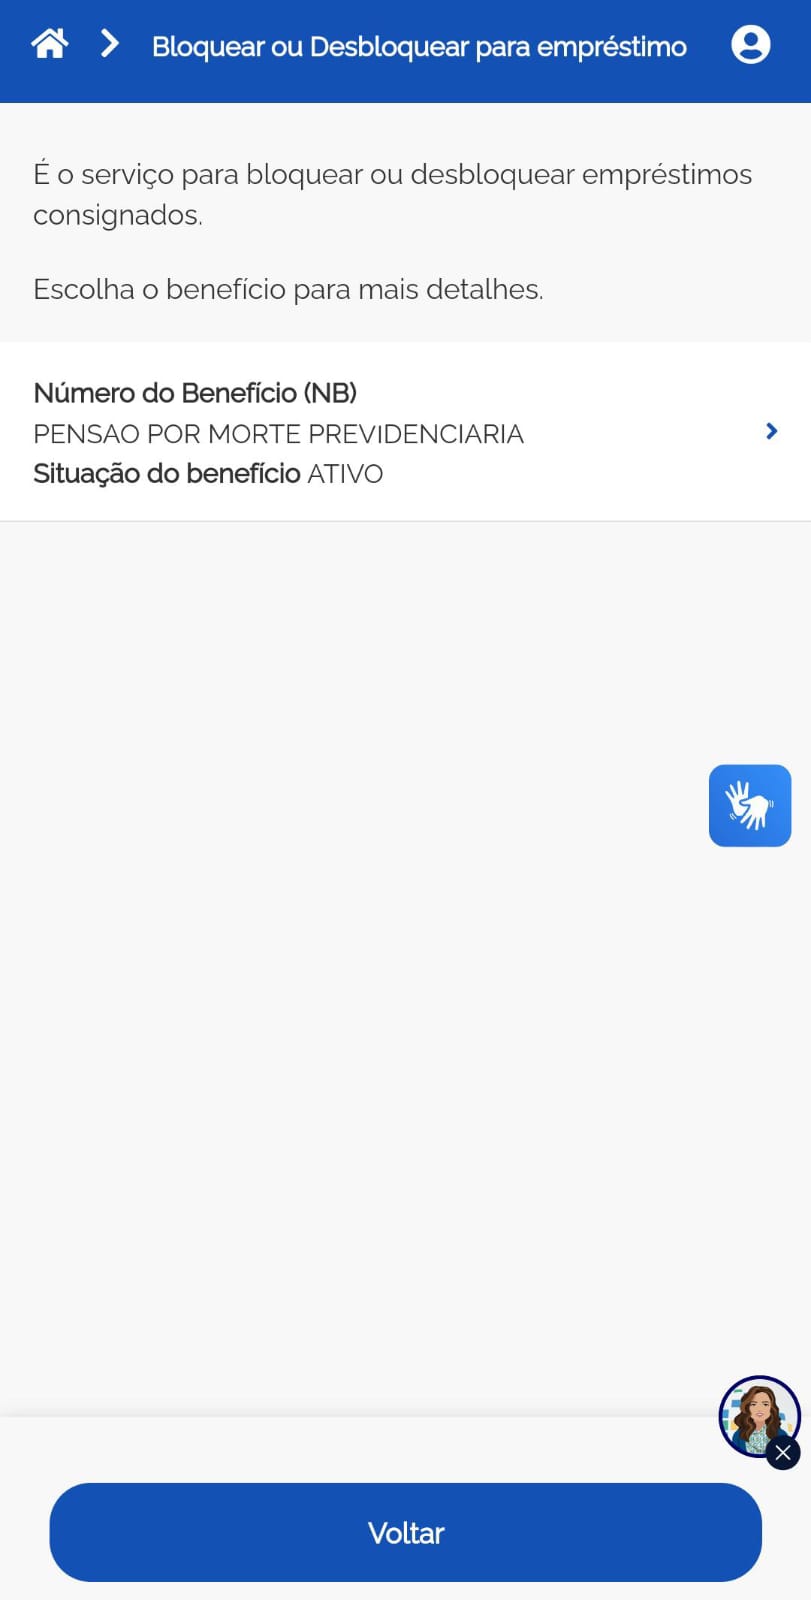 Bloquear ou Desbloquear para empréstimo
É o serviço para bloquear ou desbloquear empréstimos
consignados.
Escolha o benefício para mais detalhes.
Número do Benefício (NB)
PENSAO POR MORTE PREVIDENCIARIA
Situação do benefício ATIVO
Voltar